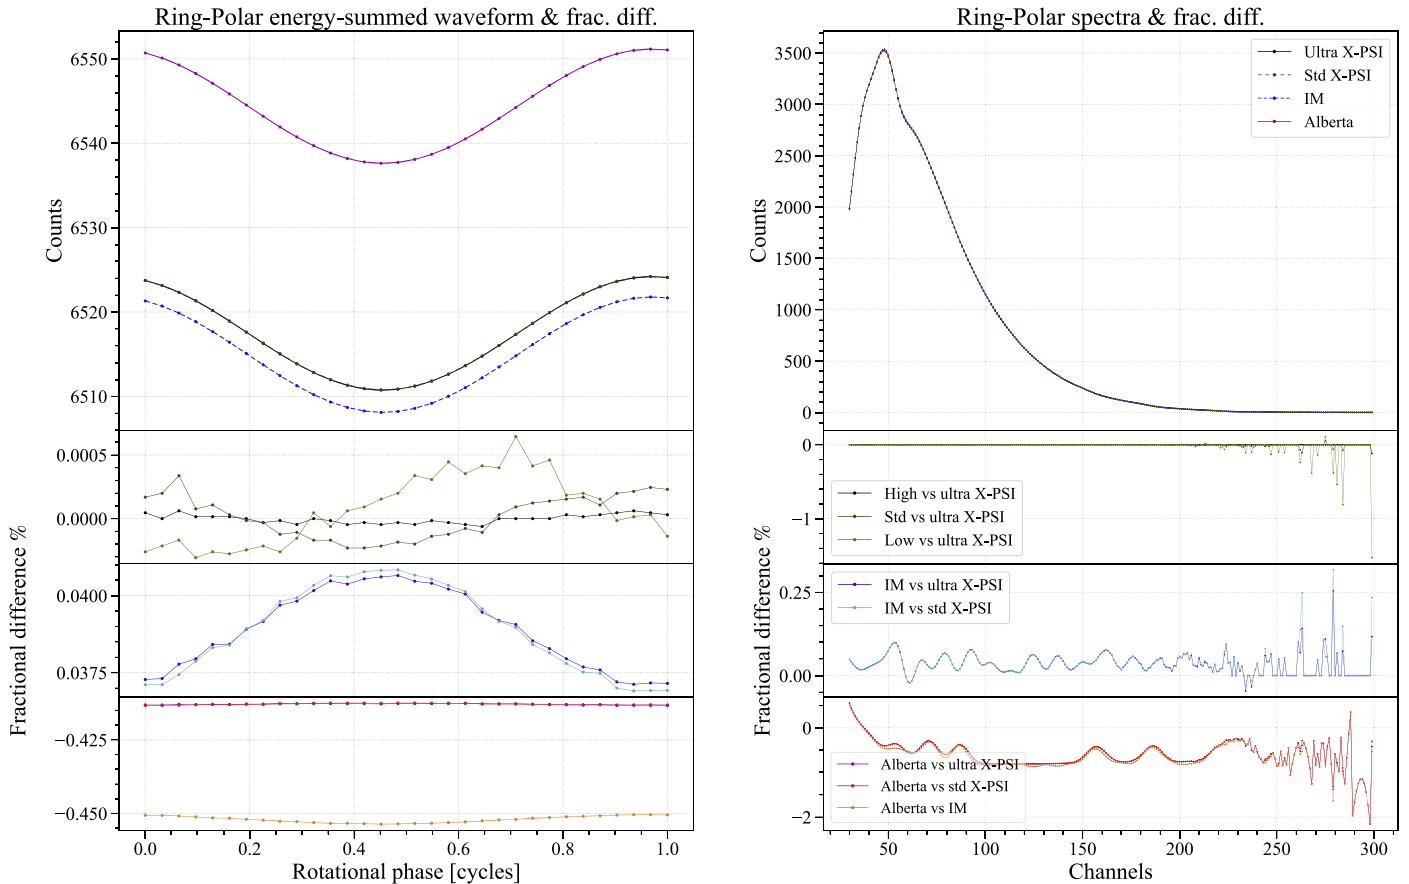 Ring-Polar energy-summed waveform & frac. diff.
6550
6540
6530
6520
6510
Counts
0.0005
0.0000
0.0400
0.0375
−0.425
−0.450
Fractional difference %
0.0
0.2
0.4
0.6
0.8
1.0
Rotational phase [cycles]
Ring-Polar spectra & frac. diff.
3500
3000
2500
2000
1500
1000
500
0
Counts
Ultra X-PSI
Std X-PSI
IM
Alberta
0
−1
High vs ultra X-PSI
Std vs ultra X-PSI
Low vs ultra X-PSI
0.25
0.00
IM vs ultra X-PSI
IM vs std X-PSI
0
−2
Alberta vs ultra X-PSI
Alberta vs std X-PSI
Alberta vs IM
Fractional difference %
50
100
150
200
250
300
Channels